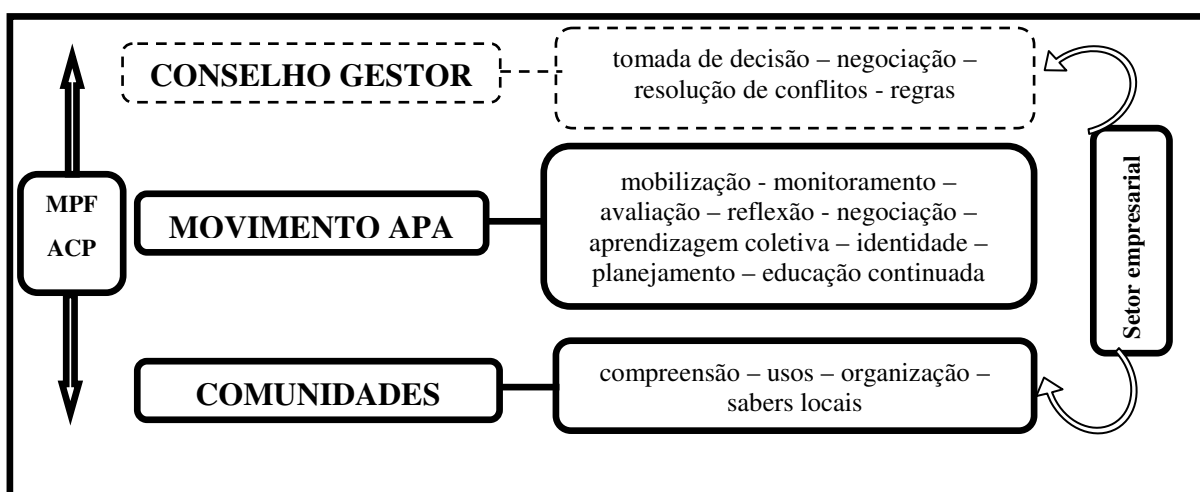 CONSELHO GESTOR
tomada de decisão – negociação –
resolução de conflitos - regras
MPF
ACP
MOVIMENTO APA
mobilização - monitoramento –
avaliação – reflexão - negociação –
aprendizagem coletiva – identidade –
planejamento – educação continuada
Setor empresarial
COMUNIDADES
compreensão – usos – organização –
sabers locais